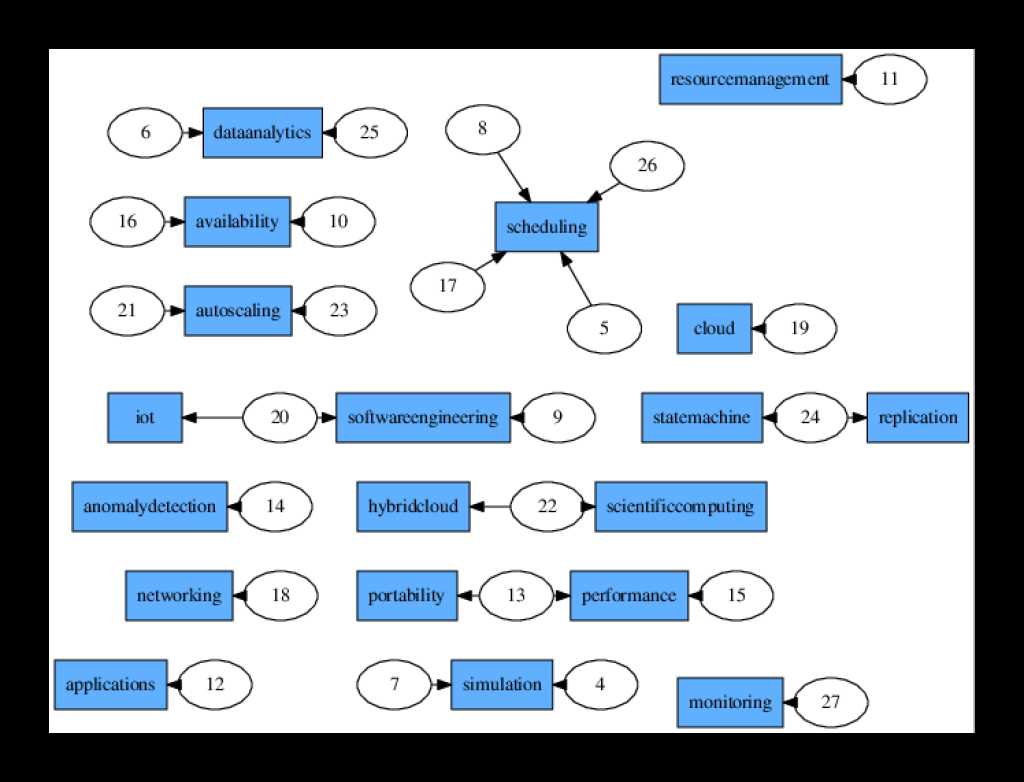 resourcemanagement 11
6 dataanalytics 25
8
26
16 availability 10
scheduling
17
21 autoscaling 23
5
cloud 19
iot 20 softwareengineering 9
statemachine 24 replication
anomalydetection 14
hybridcloud 22 scientificcomputing
networking 18
portability 13 performance 15
applications 12
7 simulation 4
monitoring 27